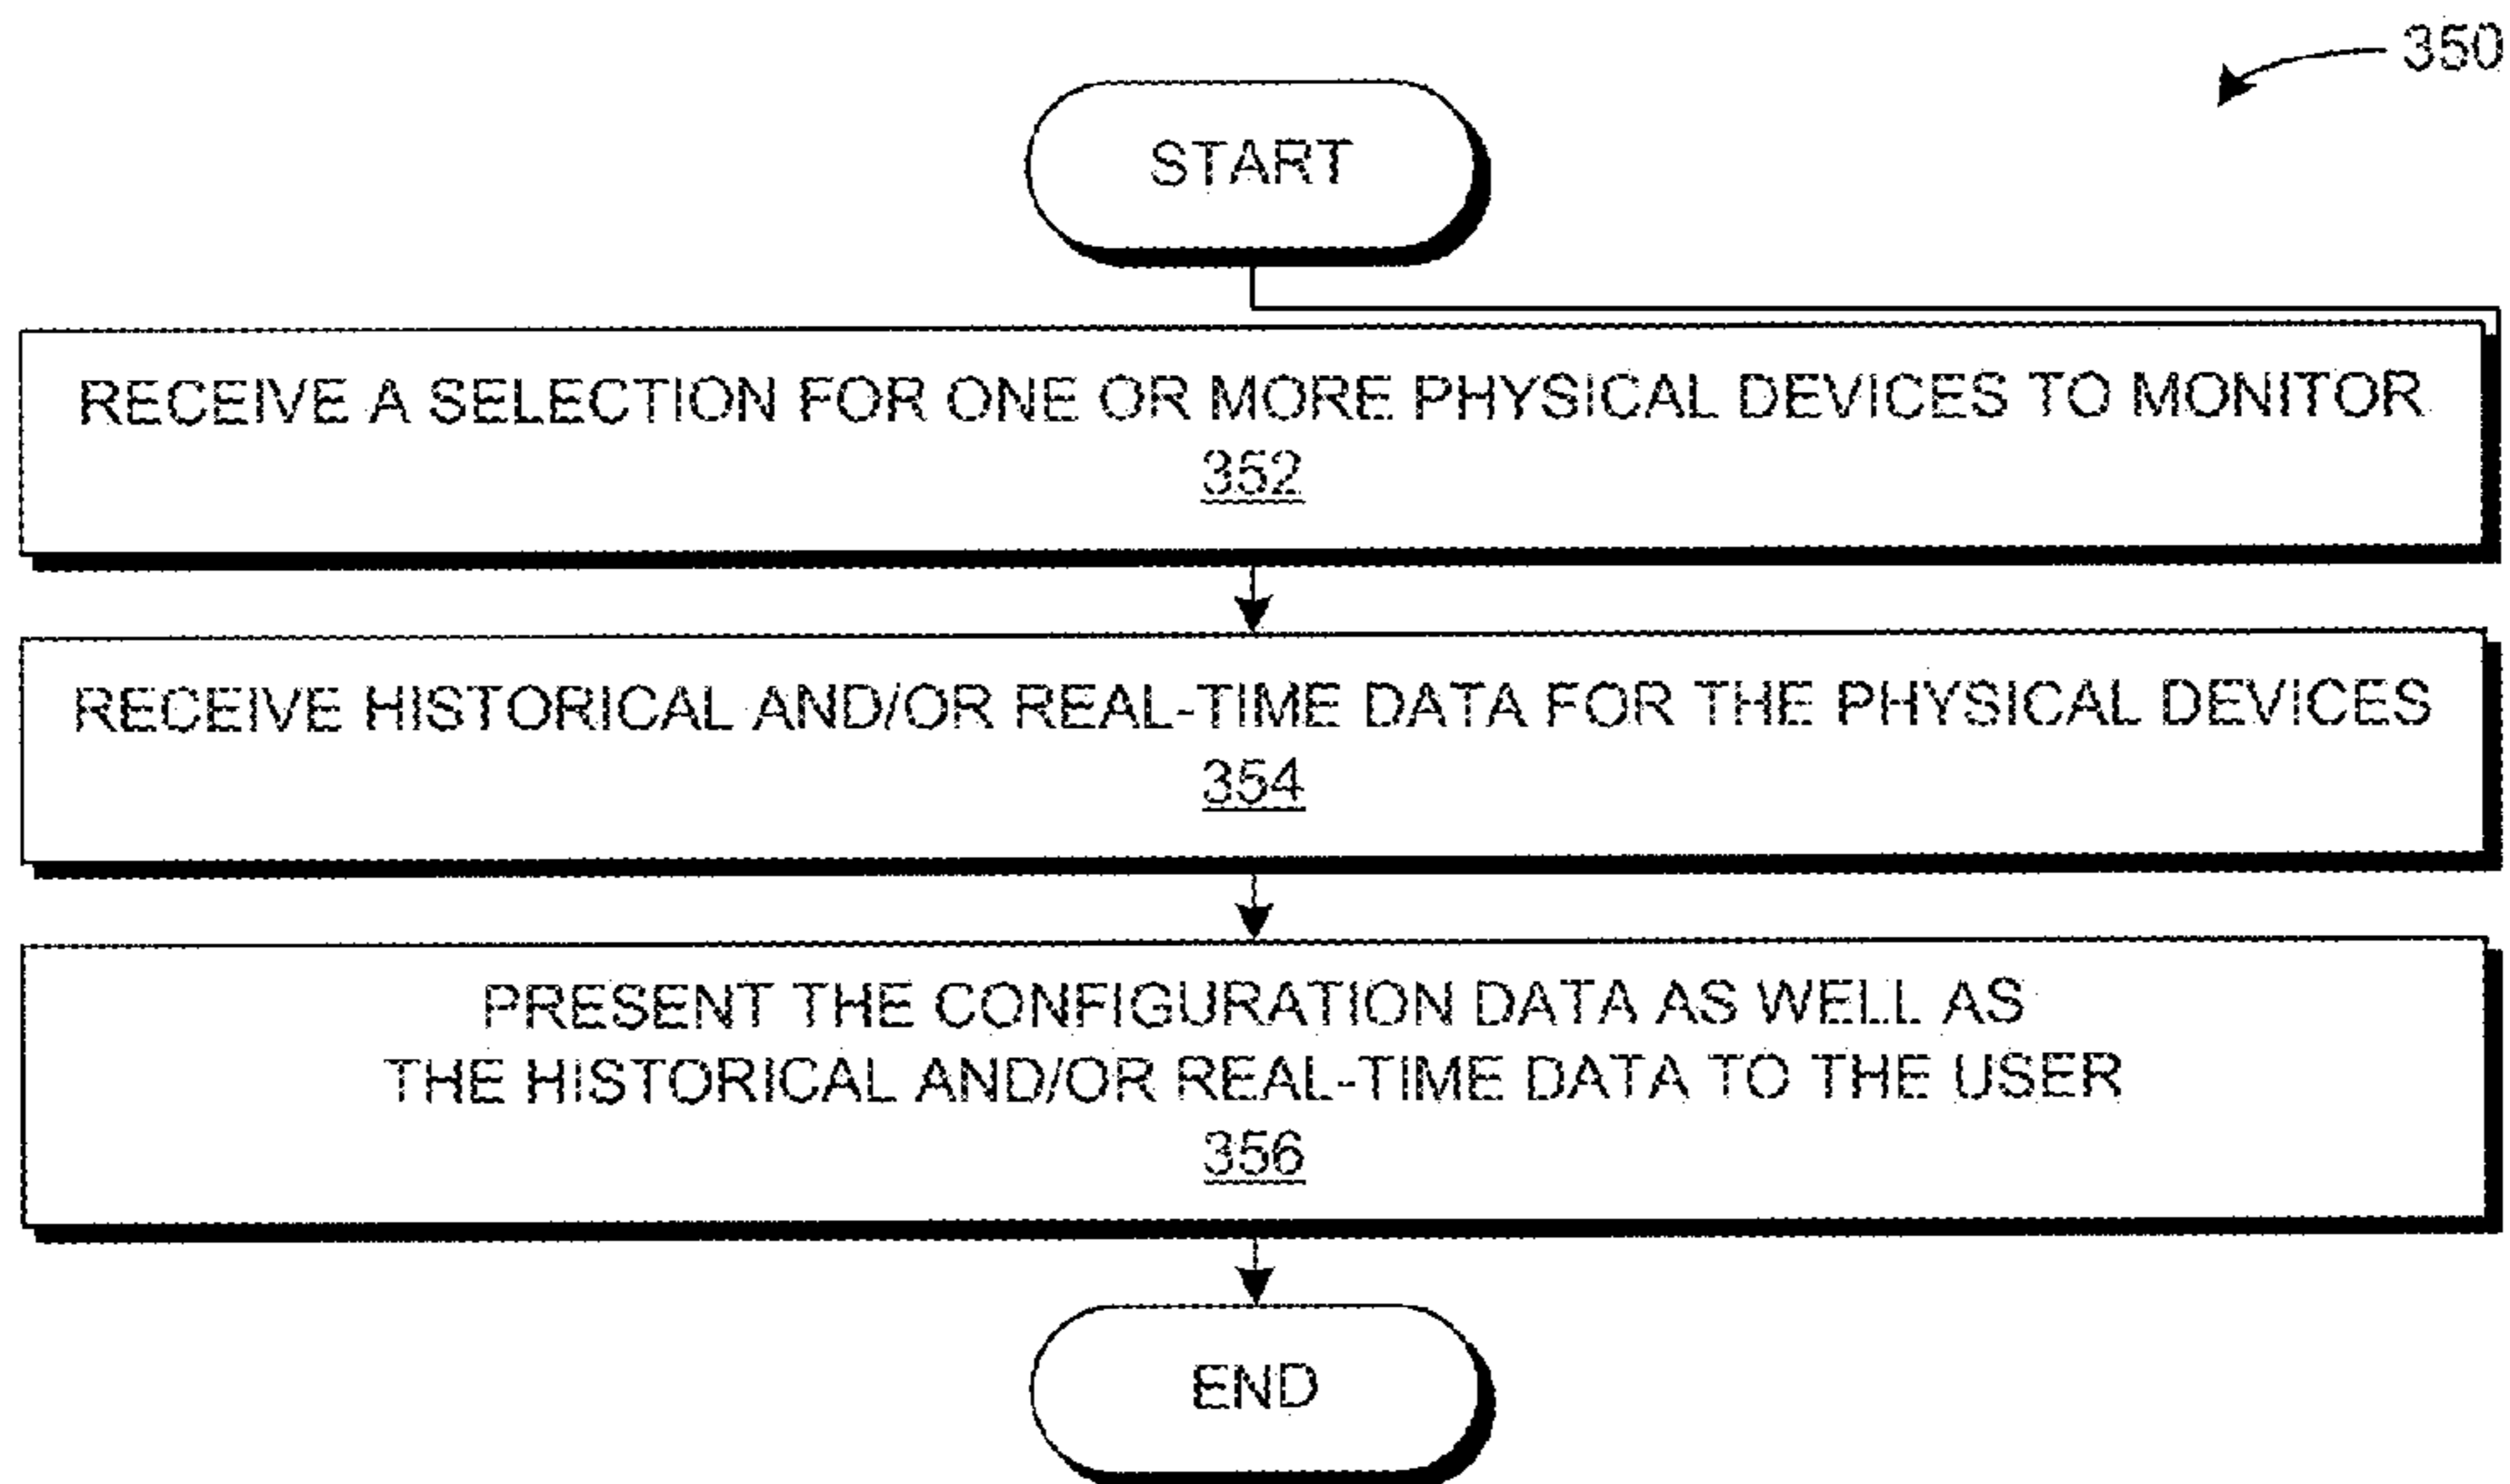 350
START
RECEIVE A SELECTION FOR ONE OR MORE PHYSICAL DEVICES TO MONITOR
352
RECEIVE HISTORICAL AND/OR REAL-TIME DATA FOR THE PHYSICAL DEVICES
354
PRESENT THE CONFIGURATION DATA AS WELL AS
THE HISTORICAL AND/OR REAL-TIME DATA TO THE USER
356
END